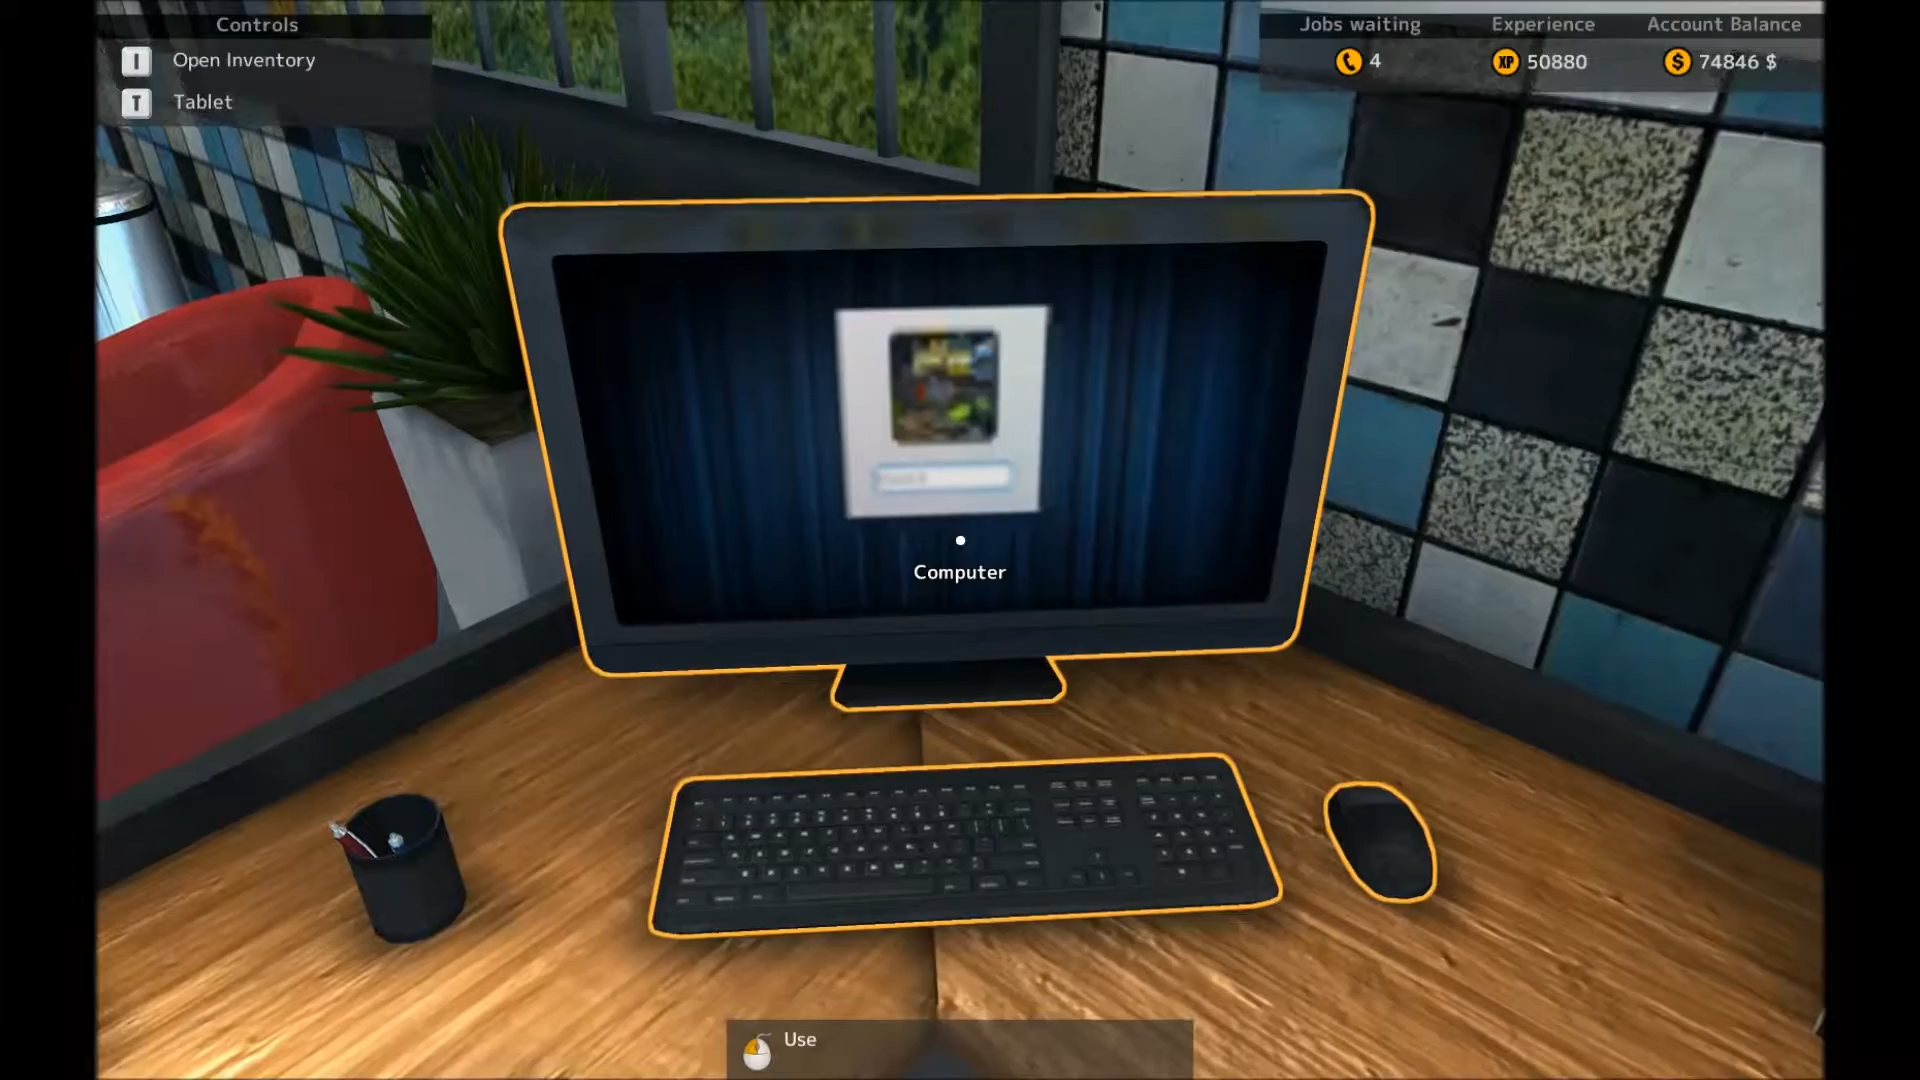 Controls
I Open Inventory
T Tablet
Jobs waiting Experience Account Balance
4 XP 50880 $ 74846 $
Computer
Use